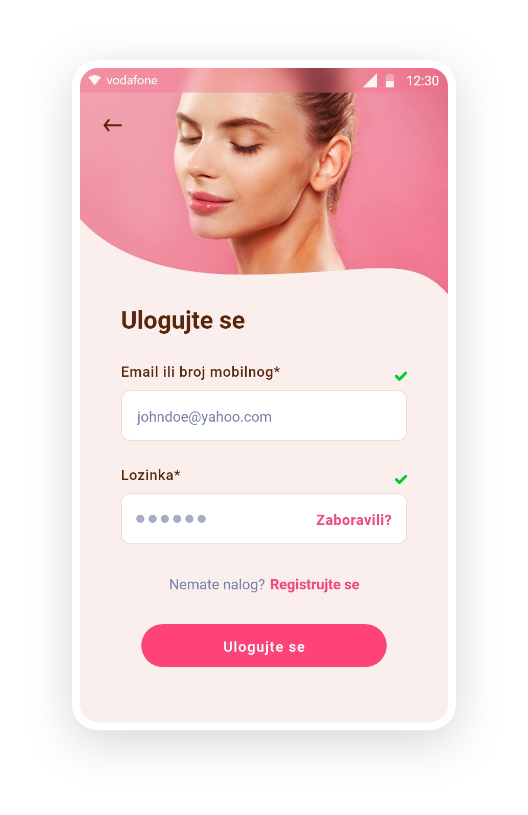 vodafone 12:30
Ulogujte se
Email ili broj mobilnog*
johndoe@yahoo.com
Lozinka*
Zaboravili?
Nemate nalog? Registrujte se
Ulogujte se